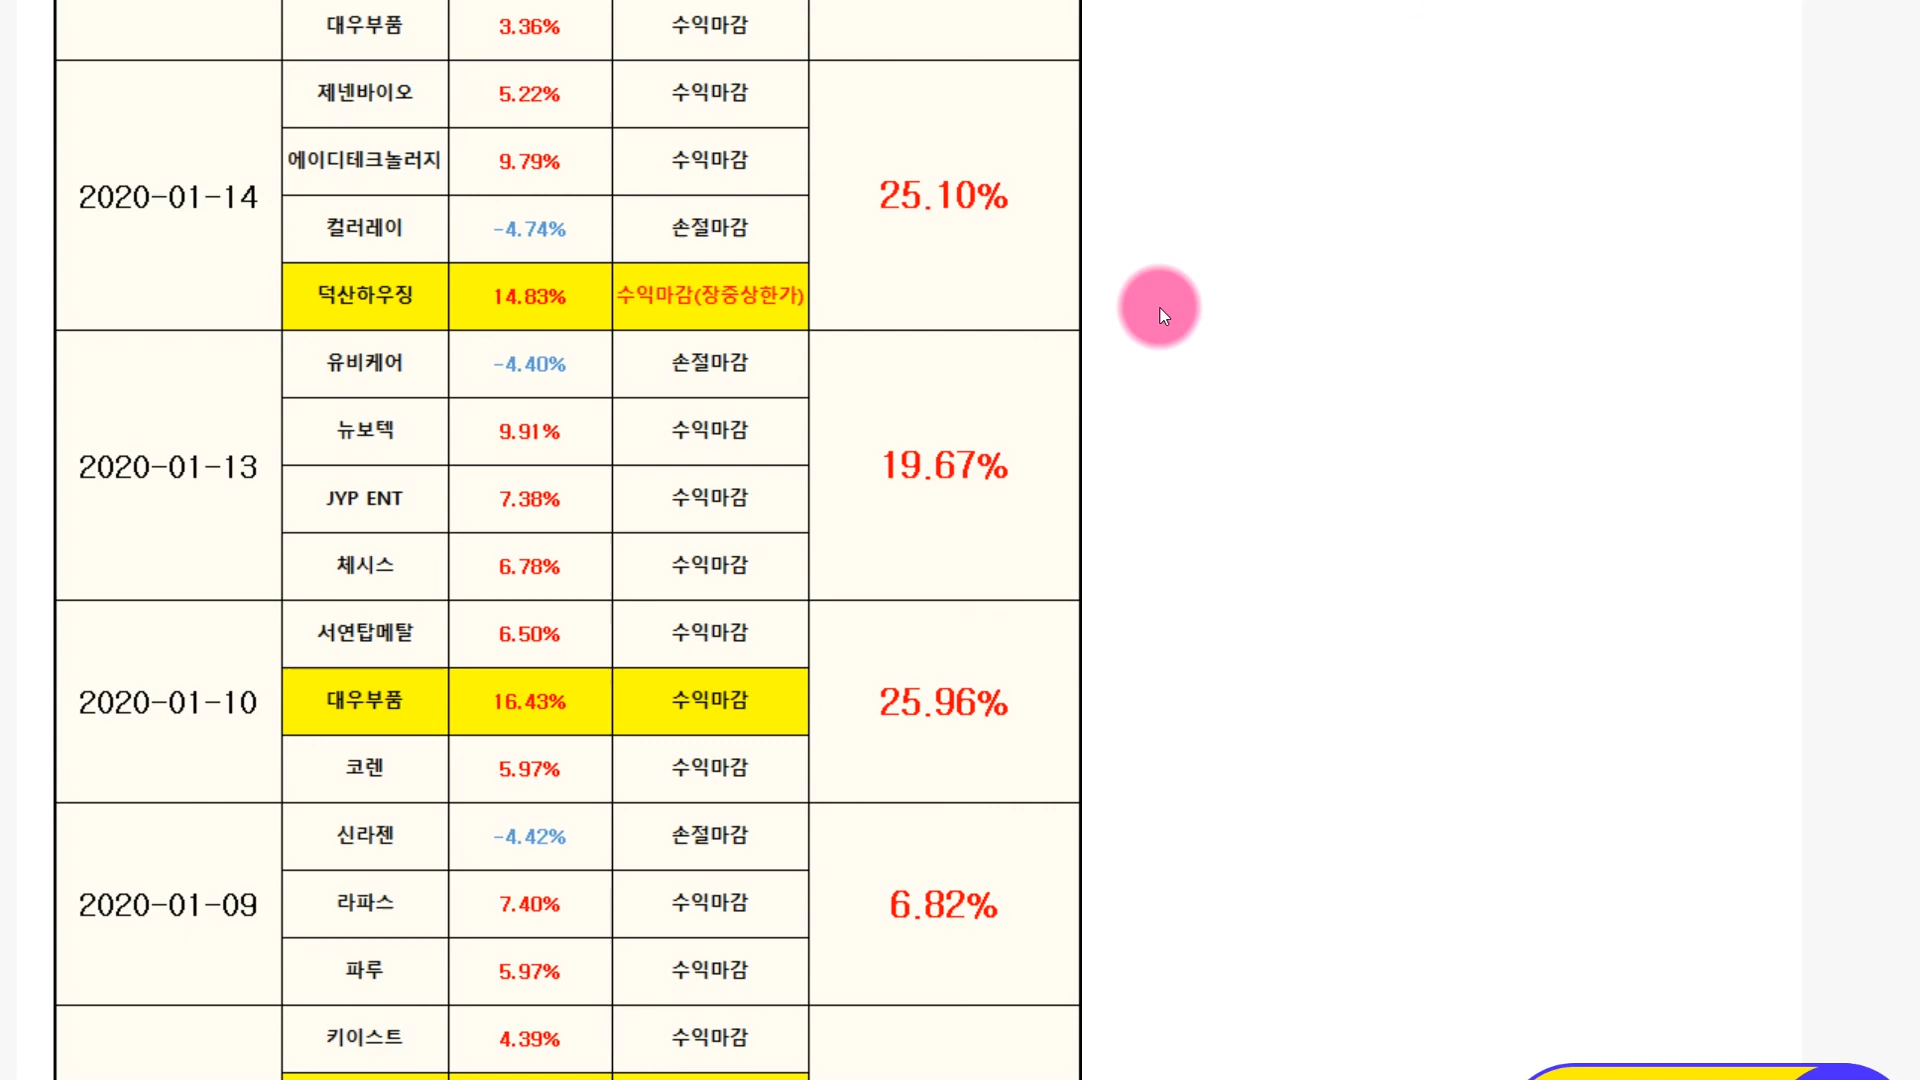 대우부품 3.36% 수익마감
제넨바이오 5.22% 수익마감
에이디테크놀러지 9.79% 수익마감
2020-01-14 25.10%
컬러레이 -4.74% 손절마감
덕산하우징 14.83% 수익마감(장중상한가)
유비케어 -4.40% 손절마감
뉴보텍 9.91% 수익마감
2020-01-13 19.67%
JYP ENT 7.38% 수익마감
체시스 6.78% 수익마감
서연탑메탈 6.50% 수익마감
2020-01-10 대우부품 16.43% 수익마감 25.96%
코렌 5.97% 수익마감
신라젠 -4.42% 손절마감
2020-01-09 라파스 7.40% 수익마감 6.82%
파루 5.97% 수익마감
키이스트 4.39% 수익마감